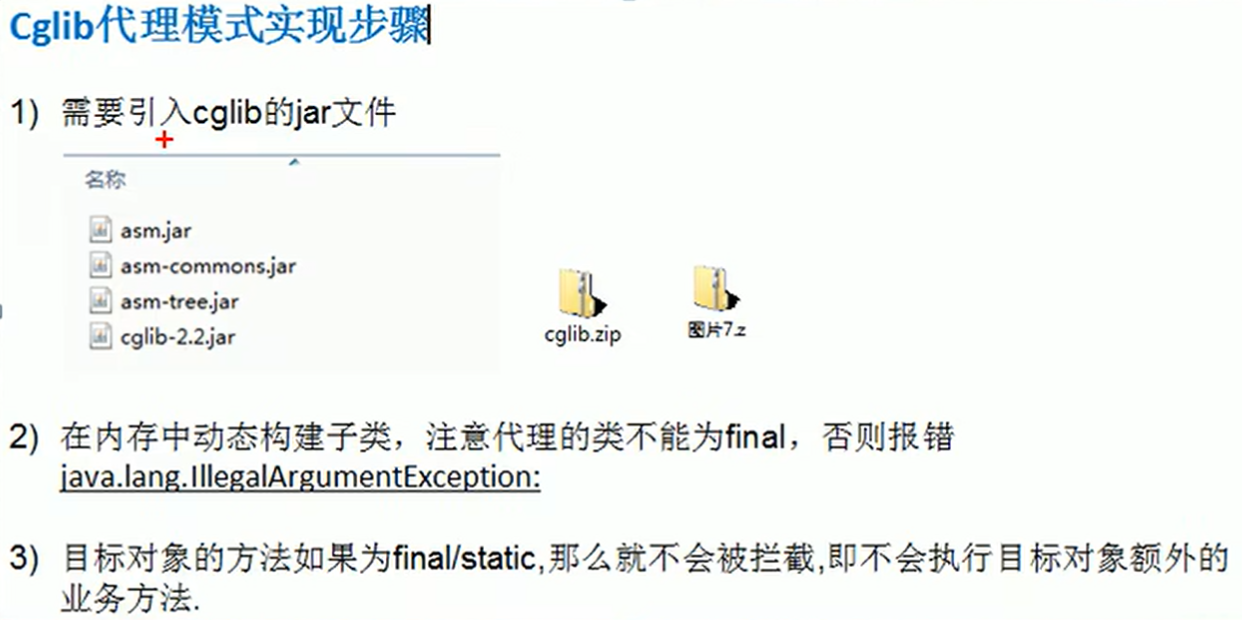 Cglib代理模式实现步骤
1) 需要引入cglib的jar文件
名称
asm.jar
asm-commons.jar
asm-tree.jar
cglib-2.2.jar
cglib.zip
图片7.z
2) 在内存中动态构建子类，注意代理的类不能为final，否则报错
java.lang.IllegalArgumentException:
3) 目标对象的方法如果为final/static,那么就不会被拦截,即不会执行目标对象额外的
业务方法.